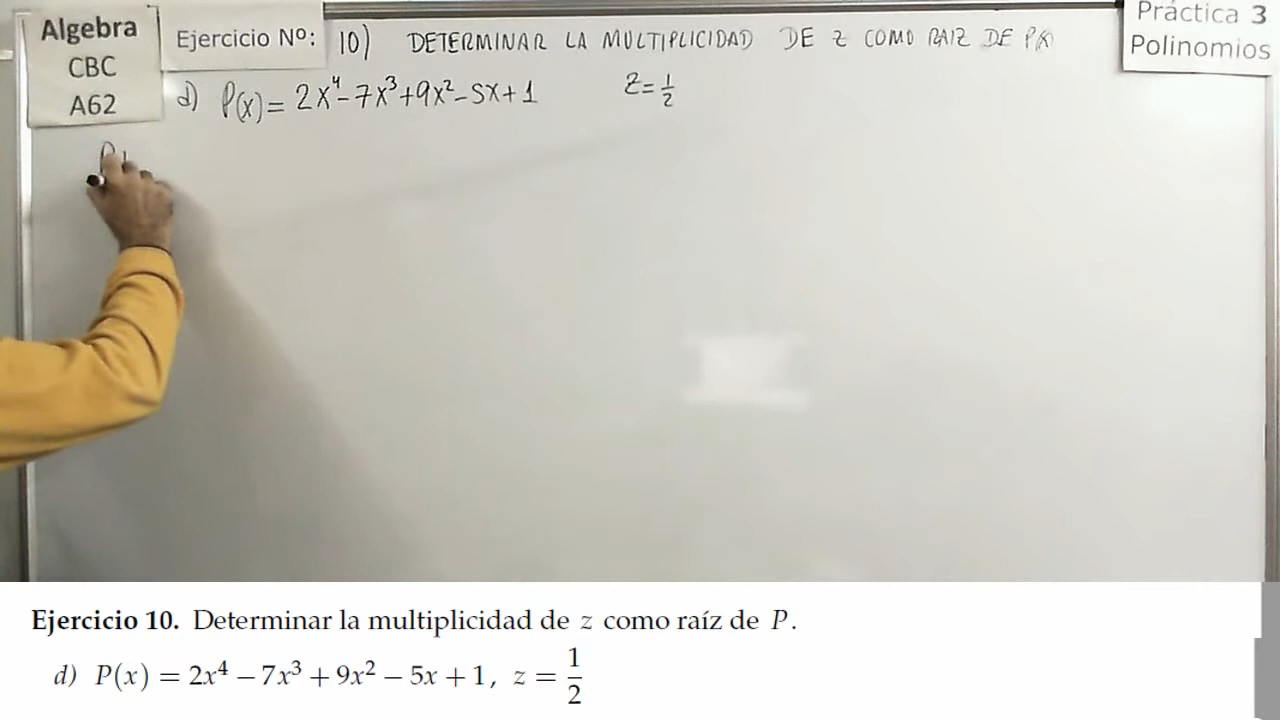 Algebra
CBC
A62
Ejercicio Nº: 10) DETERMINAR LA MULTIPLICIDAD DE z COMO RAIZ DE P(x)
Práctica 3
Polinomios
d) P(x) = 2x⁴ - 7x³ + 9x² - 5x + 1 z = 1/2
Ejercicio 10. Determinar la multiplicidad de z como raíz de P.
d) P(x) = 2x⁴ − 7x³ + 9x² − 5x + 1, z = 1/2